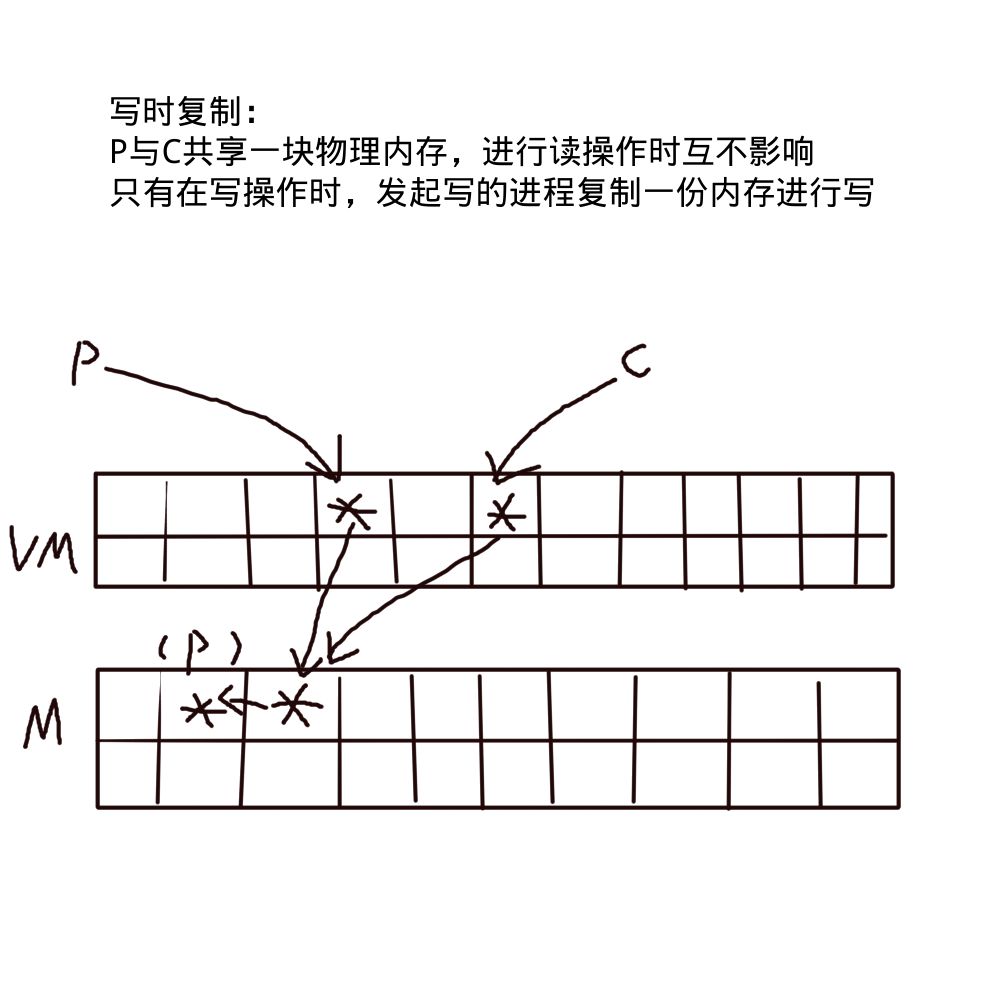 写时复制：
P与C共享一块物理内存，进行读操作时互不影响
只有在写操作时，发起写的进程复制一份内存进行写
P
C
* *
VM
(P)
* *
M